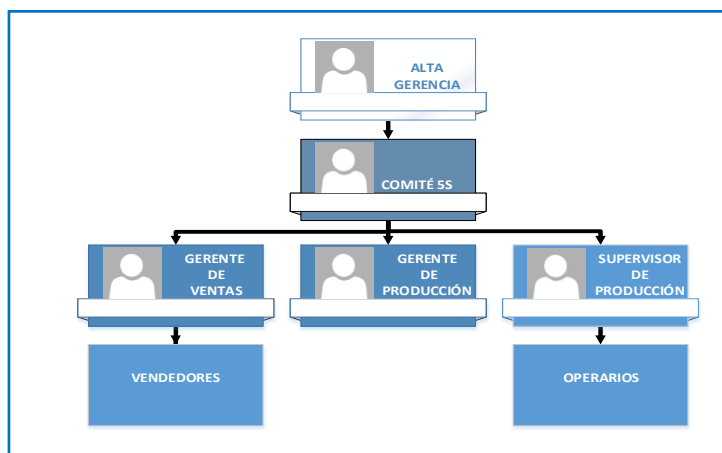 ALTA
GERENCIA
COMITÉ 5S
GERENTE
DE
VENTAS
GERENTE
DE
PRODUCCIÓN
SUPERVISOR
DE
PRODUCCIÓN
VENDEDORES
OPERARIOS